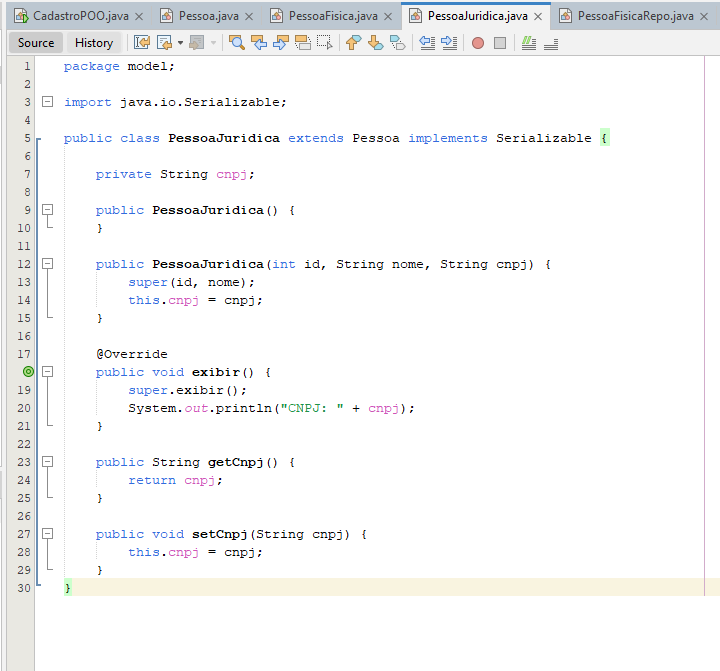 CadastroPOO.java Pessoa.java PessoaFisica.java PessoaJuridica.java PessoaFisicaRepo.java
Source History
1 package model;
2
3 import java.io.Serializable;
4
5 public class PessoaJuridica extends Pessoa implements Serializable {
6
7 private String cnpj;
8
9 public PessoaJuridica() {
10 }
11
12 public PessoaJuridica(int id, String nome, String cnpj) {
13 super(id, nome);
14 this.cnpj = cnpj;
15 }
16
17 @Override
public void exibir() {
19 super.exibir();
20 System.out.println("CNPJ: " + cnpj);
21 }
22
23 public String getCnpj() {
24 return cnpj;
25 }
26
27 public void setCnpj(String cnpj) {
28 this.cnpj = cnpj;
29 }
30 }